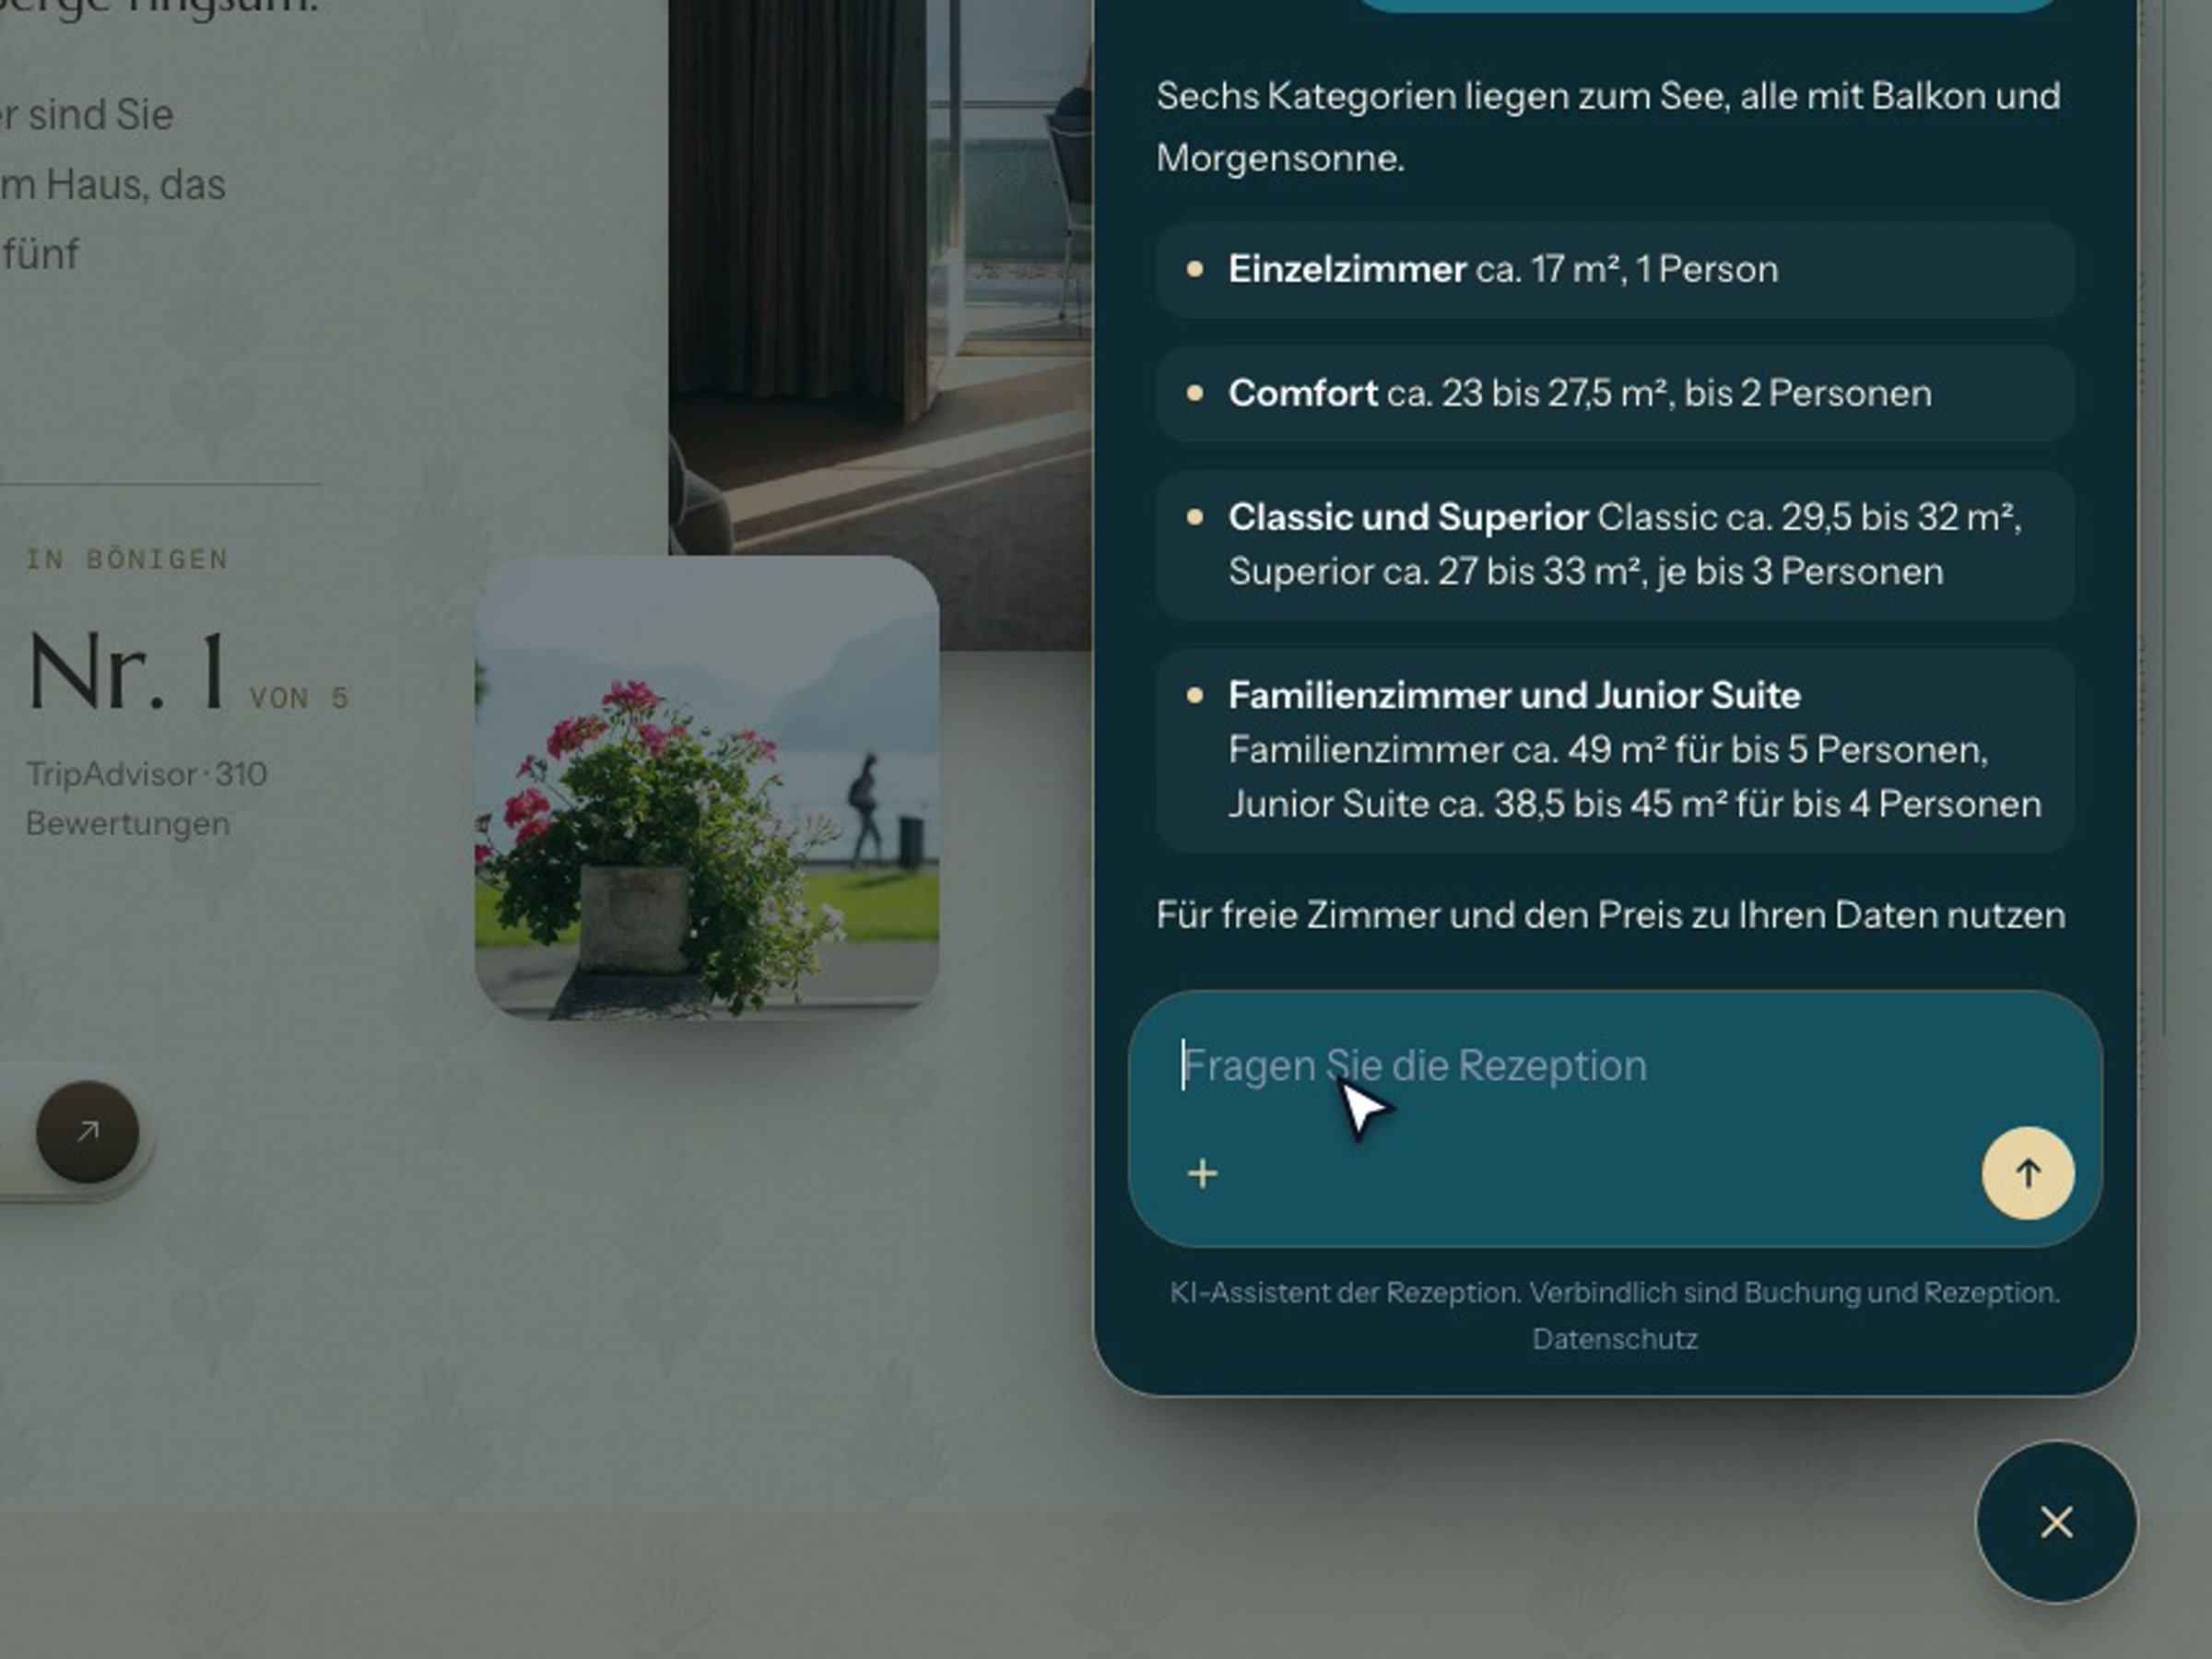 er sind Sie
m Haus, das
fünf
IN BÖNIGEN
Nr. 1 VON 5
TripAdvisor · 310
Bewertungen
Sechs Kategorien liegen zum See, alle mit Balkon und
Morgensonne.
Einzelzimmer ca. 17 m², 1 Person
Comfort ca. 23 bis 27,5 m², bis 2 Personen
Classic und Superior Classic ca. 29,5 bis 32 m²,
Superior ca. 27 bis 33 m², je bis 3 Personen
Familienzimmer und Junior Suite
Familienzimmer ca. 49 m² für bis 5 Personen,
Junior Suite ca. 38,5 bis 45 m² für bis 4 Personen
Für freie Zimmer und den Preis zu Ihren Daten nutzen
Fragen Sie die Rezeption
KI-Assistent der Rezeption. Verbindlich sind Buchung und Rezeption.
Datenschutz